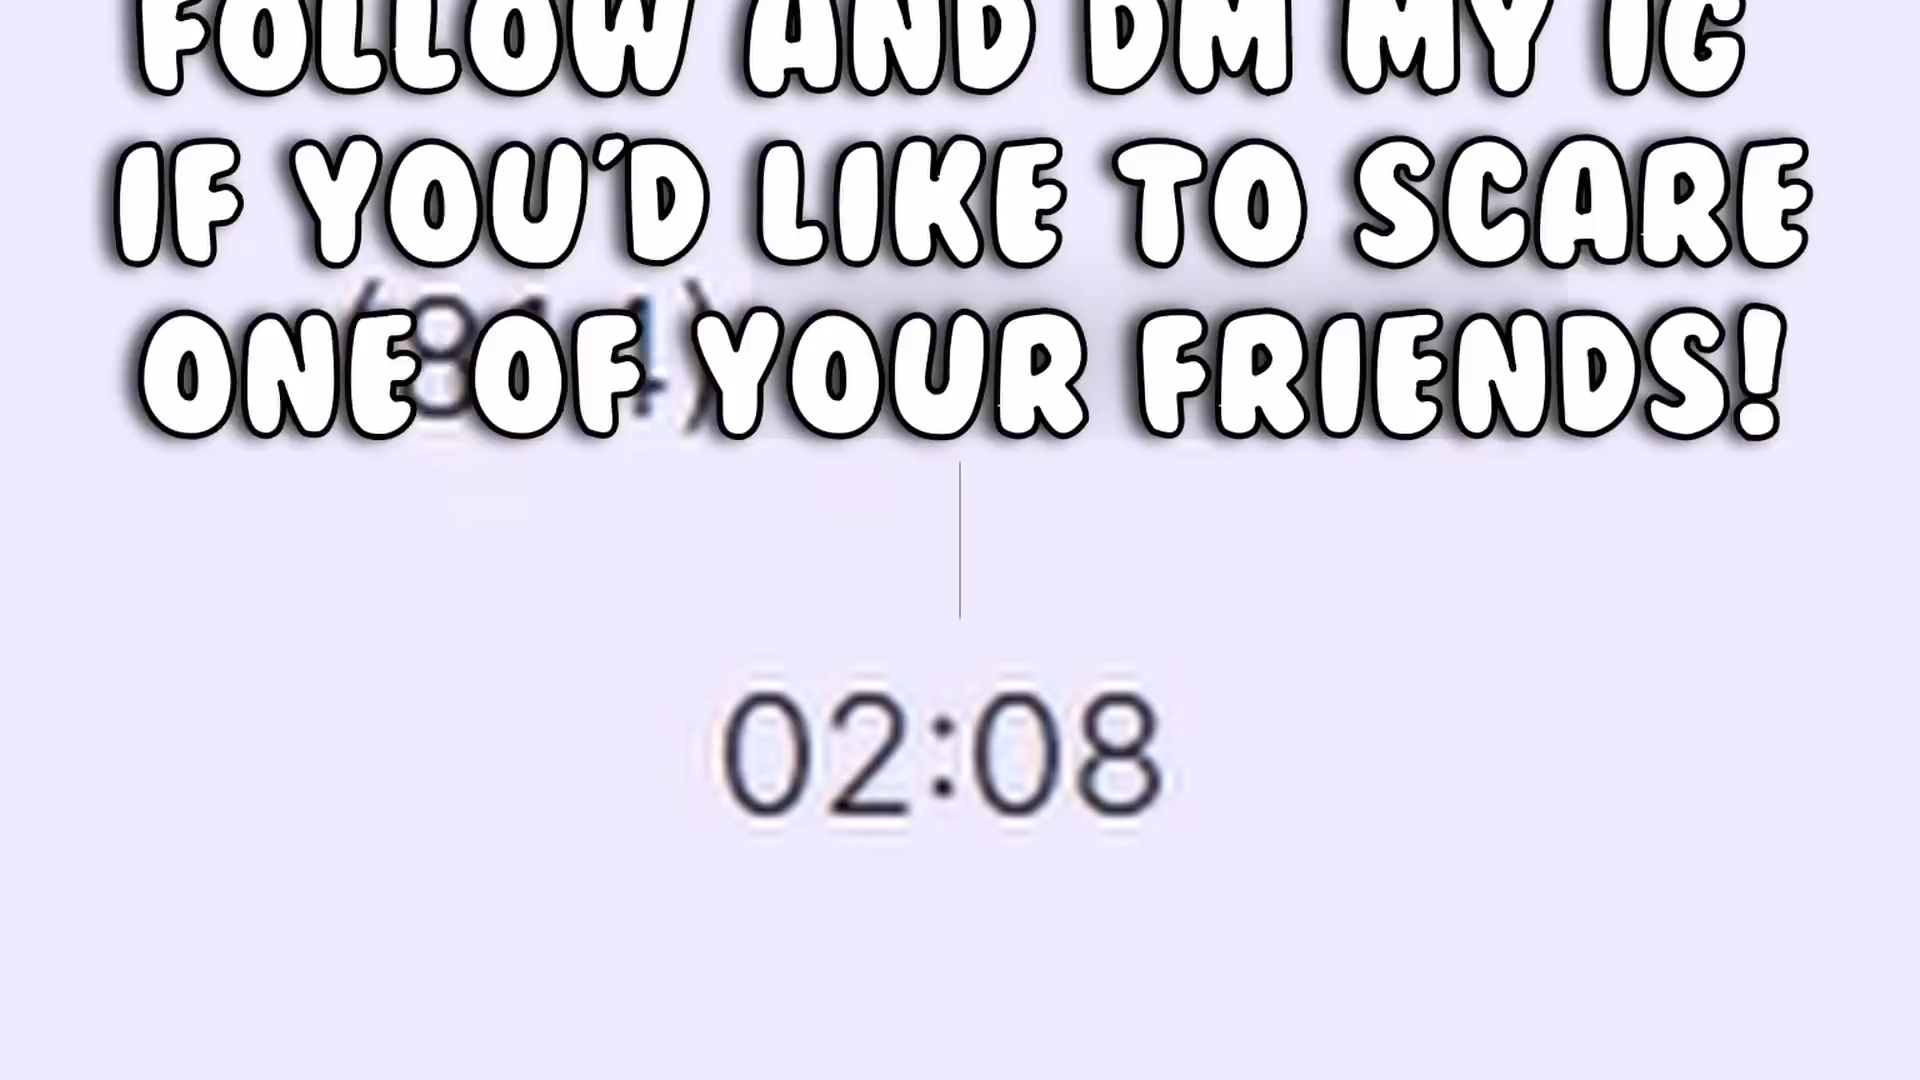 FOLLOW AND DM MY IG
IF YOU'D LIKE TO SCARE
ONE OF YOUR FRIENDS!
02:08